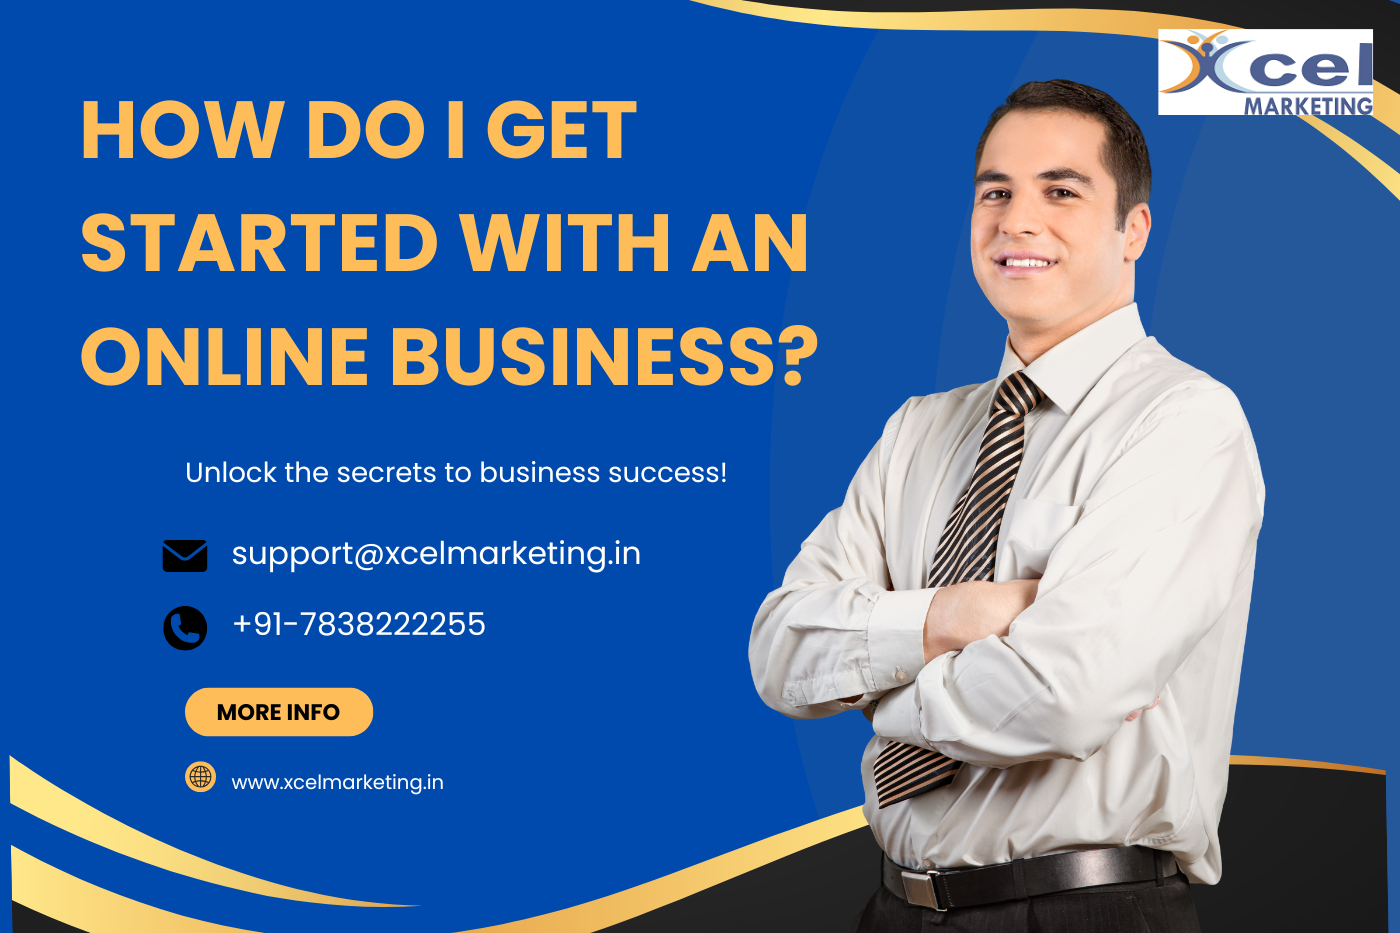 Xcel
MARKETING
HOW DO I GET
STARTED WITH AN
ONLINE BUSINESS?
Unlock the secrets to business success!
support@xcelmarketing.in
+91-7838222255
MORE INFO
www.xcelmarketing.in